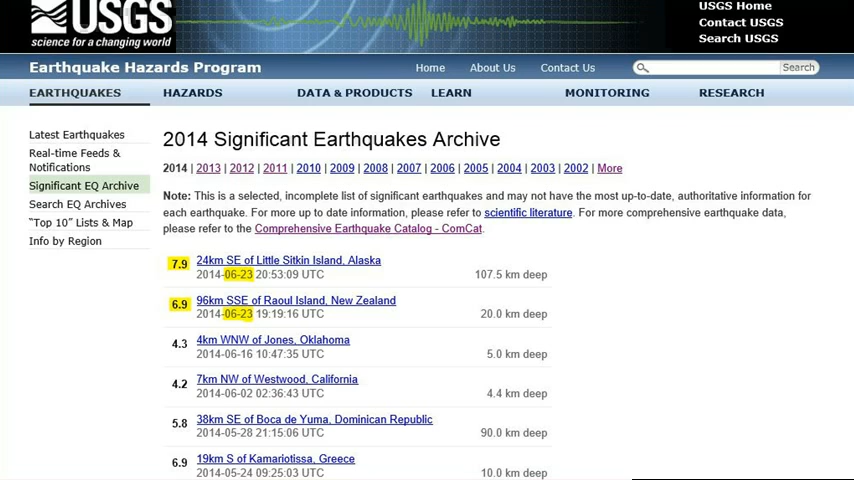 USGS
science for a changing world
USGS Home
Contact USGS
Search USGS
Earthquake Hazards Program
Home
About Us
Contact Us
Search
EARTHQUAKES
HAZARDS
DATA & PRODUCTS
LEARN
MONITORING
RESEARCH
Latest Earthquakes
Real-time Feeds &
Notifications
Significant EQ Archive
Search EQ Archives
“Top 10” Lists & Map
Info by Region
2014 Significant Earthquakes Archive
2014 | 2013 | 2012 | 2011 | 2010 | 2009 | 2008 | 2007 | 2006 | 2005 | 2004 | 2003 | 2002 | More
Note: This is a selected, incomplete list of significant earthquakes and may not have the most up-to-date, authoritative information for
each earthquake. For more up to date information, please refer to scientific literature. For more comprehensive earthquake data,
please refer to the Comprehensive Earthquake Catalog - ComCat.
7.9 24km SE of Little Sitkin Island, Alaska
2014-06-23 20:53:09 UTC 107.5 km deep
6.9 96km SSE of Raoul Island, New Zealand
2014-06-23 19:19:16 UTC 20.0 km deep
4.3 4km WNW of Jones, Oklahoma
2014-06-16 10:47:35 UTC 5.0 km deep
4.2 7km NW of Westwood, California
2014-06-02 02:36:43 UTC 4.4 km deep
5.8 38km SE of Boca de Yuma, Dominican Republic
2014-05-28 21:15:06 UTC 90.0 km deep
6.9 19km S of Kamariotissa, Greece
2014-05-24 09:25:03 UTC 10.0 km deep